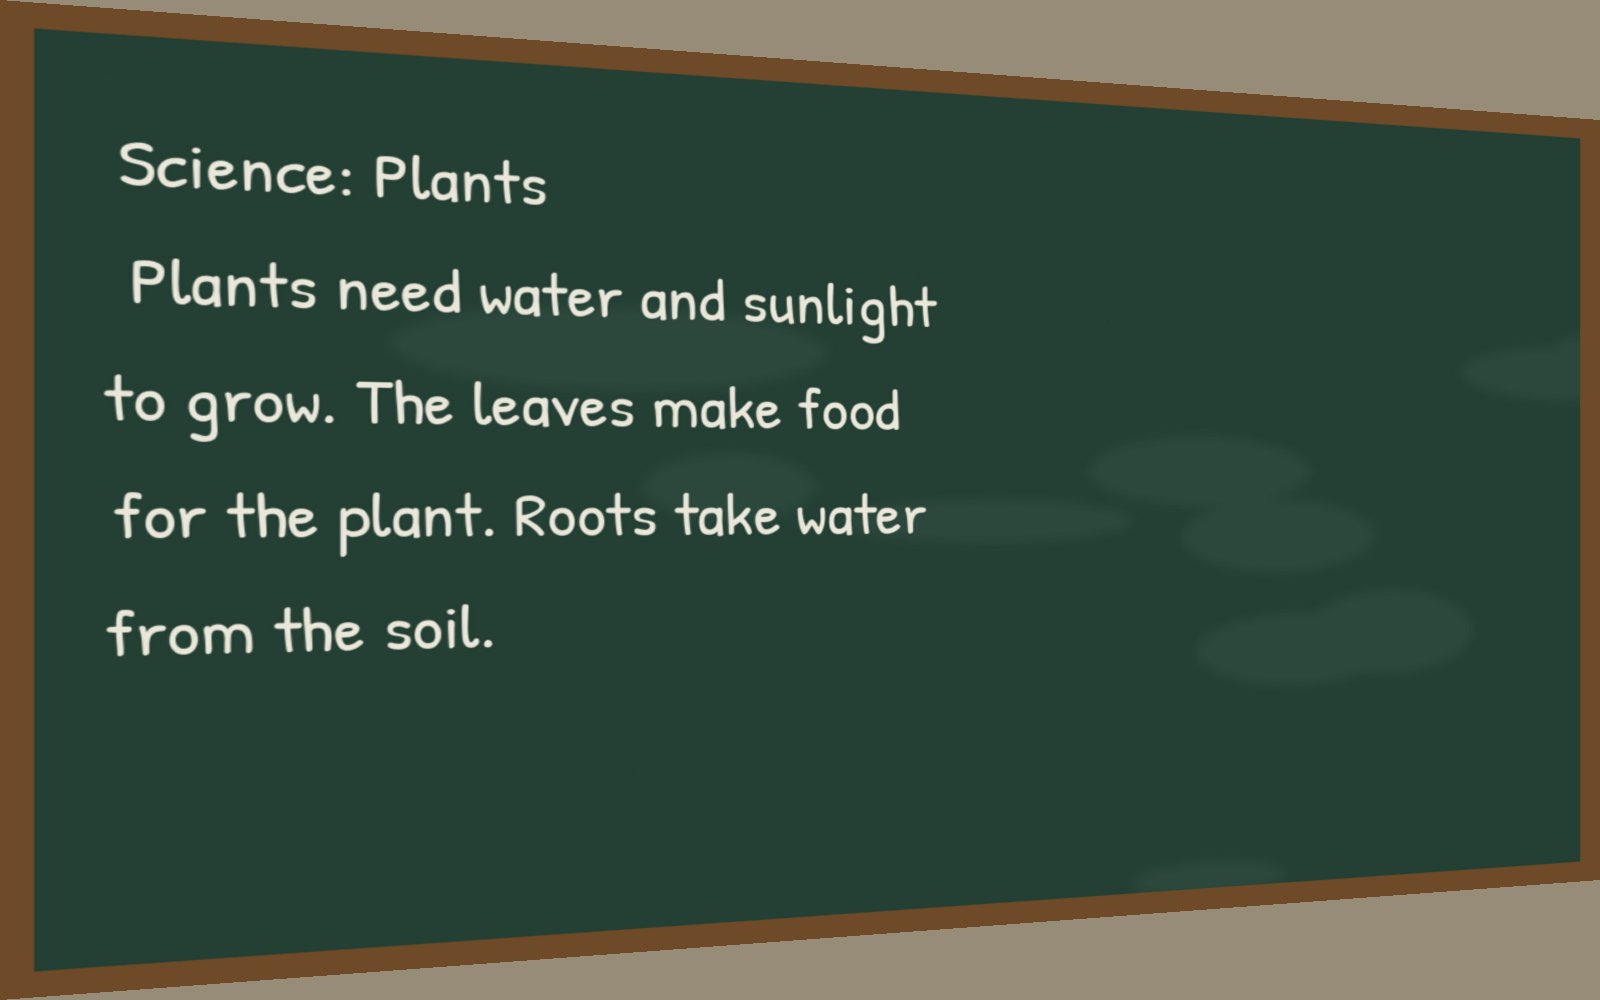 Science: Plants
Plants need water and sunlight
to grow. The leaves make food
for the plant. Roots take water
from the soil.